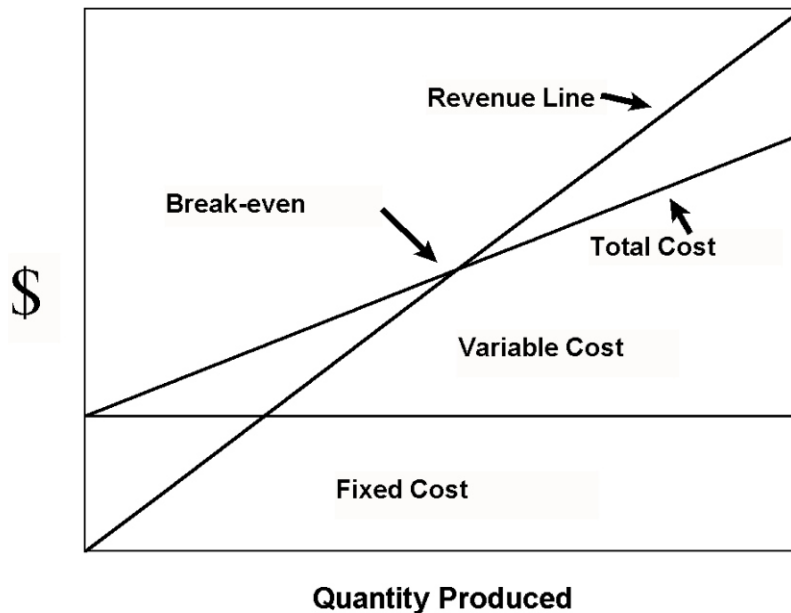 Revenue Line
Break-even
Total Cost
$
Variable Cost
Fixed Cost
Quantity Produced